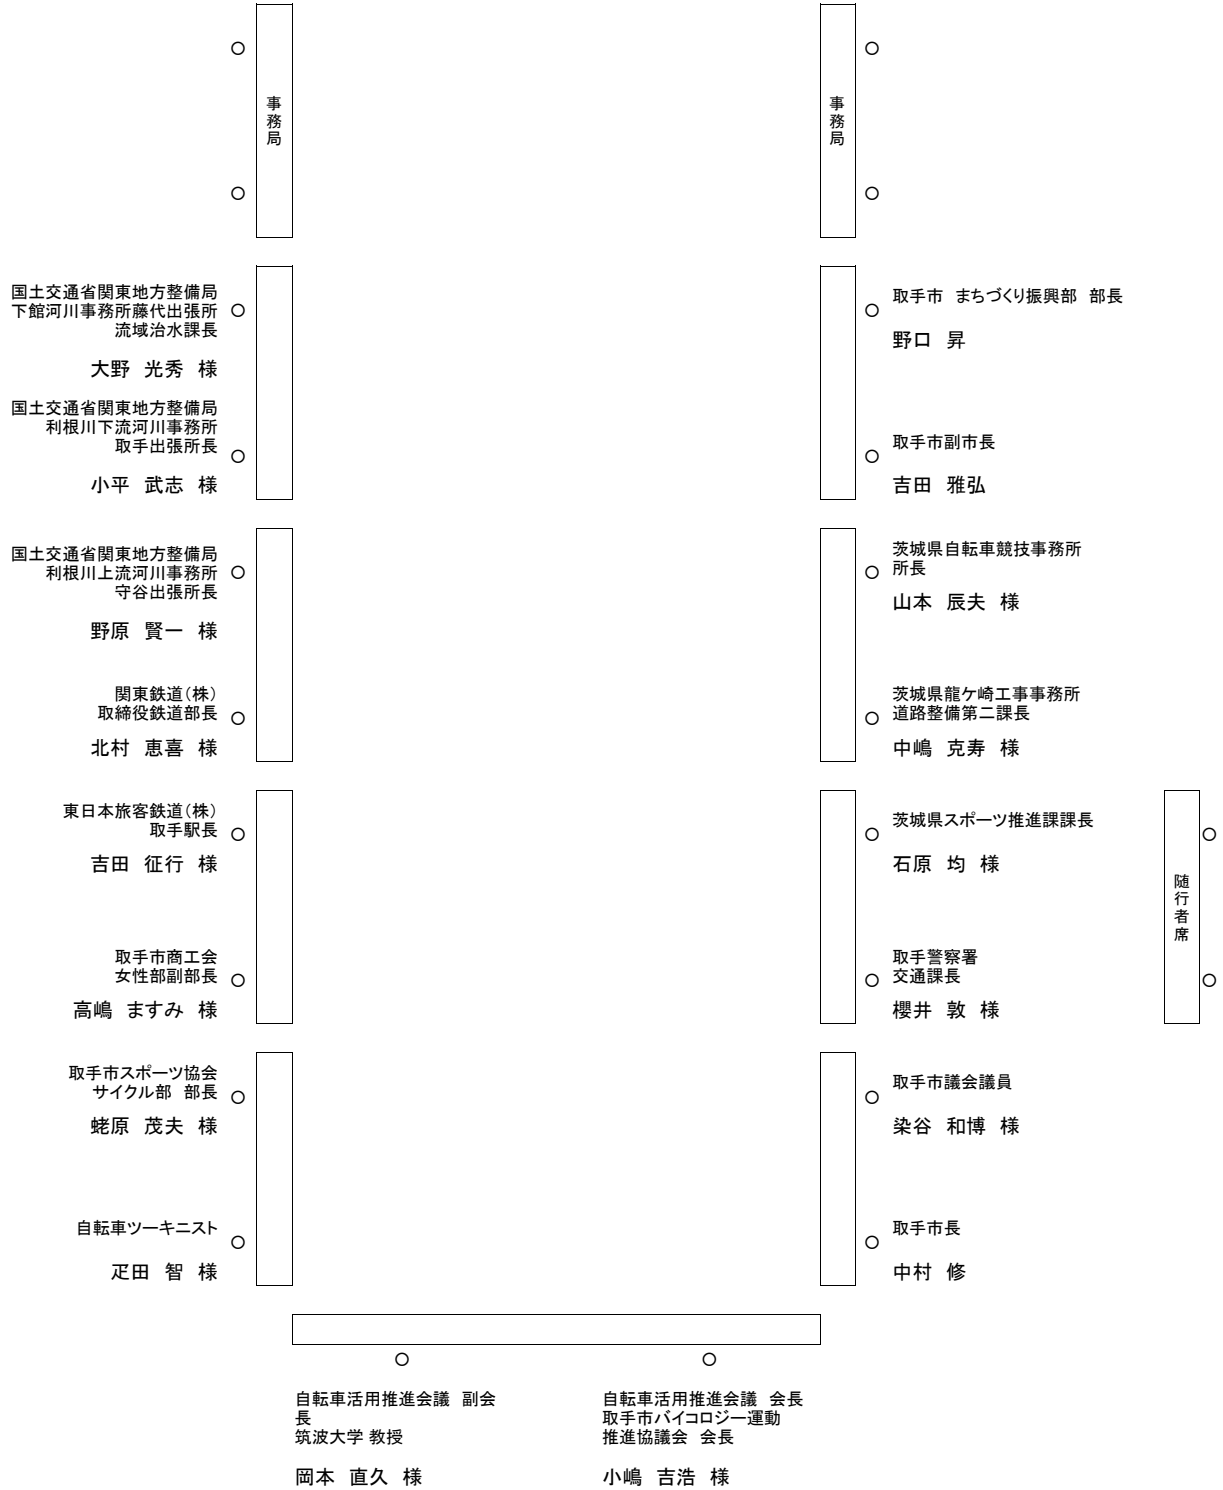 事務局
事務局
国土交通省関東地方整備局
下館河川事務所藤代出張所
流域治水課長
大野　光秀　様
国土交通省関東地方整備局
利根川下流河川事務所
取手出張所長
小平　武志　様
国土交通省関東地方整備局
利根川上流河川事務所
守谷出張所長
野原　賢一　様
関東鉄道（株）
取締役鉄道部長
北村　恵喜　様
東日本旅客鉄道（株）
取手駅長
吉田　征行　様
取手市商工会
女性部副部長
高嶋　ますみ　様
取手市スポーツ協会
サイクル部　部長
蛯原　茂夫　様
自転車ツーキニスト
疋田　智　様
取手市　まちづくり振興部　部長
野口　昇
取手市副市長
吉田　雅弘
茨城県自転車競技事務所
所長
山本　辰夫　様
茨城県龍ケ崎工事事務所
道路整備第二課長
中嶋　克寿　様
茨城県スポーツ推進課課長
石原　均　様
取手警察署
交通課長
櫻井　敦　様
取手市議会議員
染谷　和博　様
取手市長
中村　修
随行者席
自転車活用推進会議　副会
長
筑波大学 教授
岡本　直久　様
自転車活用推進会議　会長
取手市バイコロジー運動
推進協議会　会長
小嶋　吉浩　様